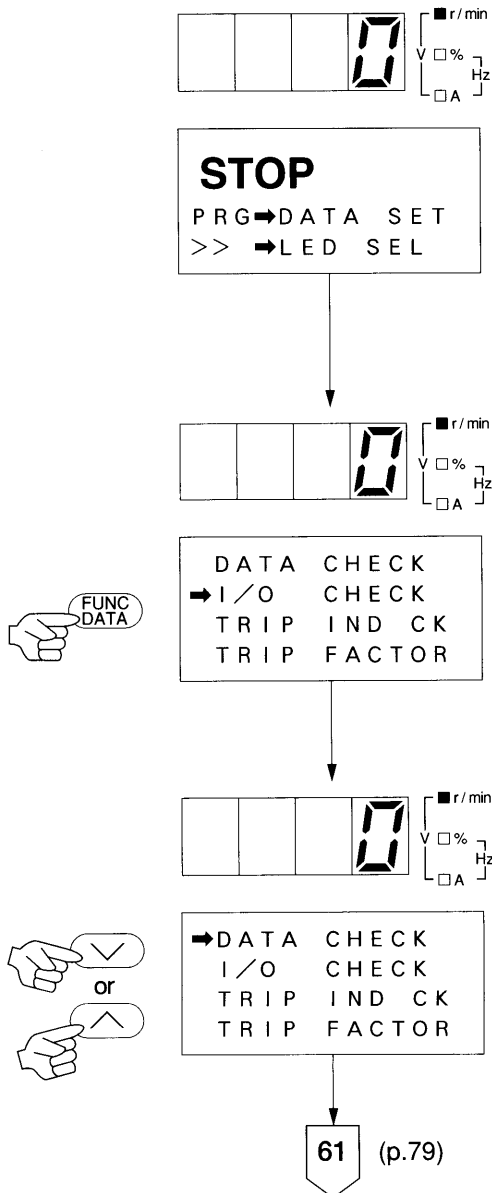 0
■ r/min
V □ %
Hz
□ A
STOP
PRG➡DATA SET
>> ➡LED SEL
0
■ r/min
V □ %
Hz
□ A
FUNC
DATA
DATA CHECK
➡I/O CHECK
TRIP IND CK
TRIP FACTOR
0
■ r/min
V □ %
Hz
□ A
or
➡DATA CHECK
I/O CHECK
TRIP IND CK
TRIP FACTOR
61 (p.79)